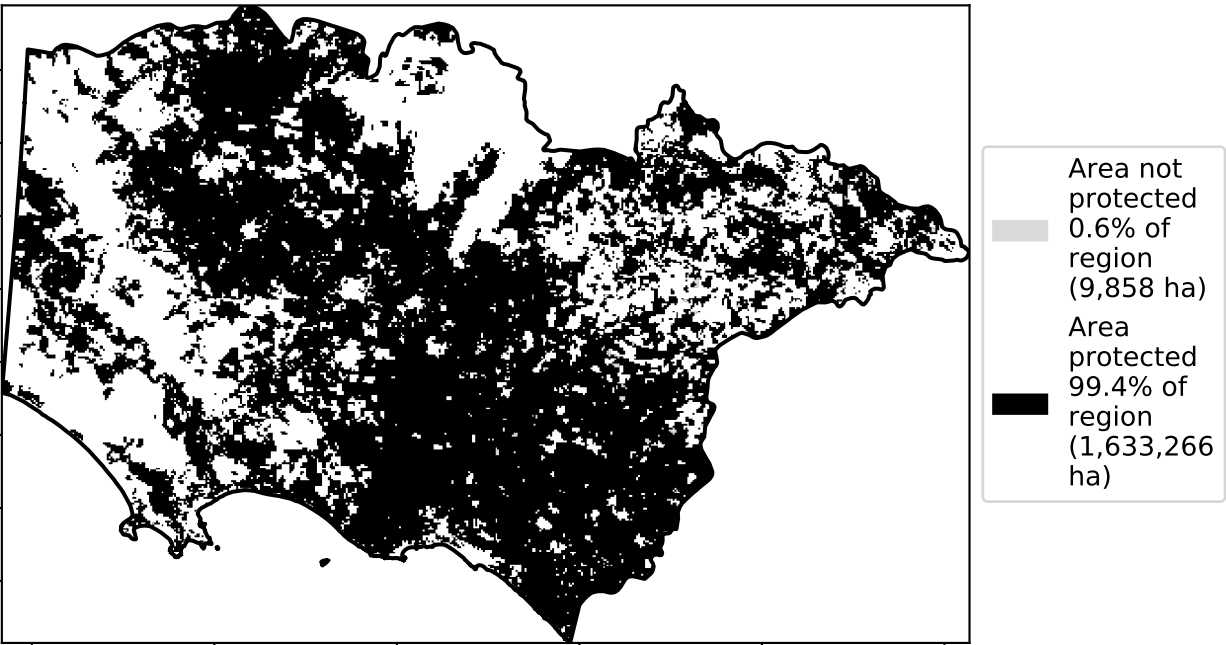 Area not
protected
0.6% of
region
(9,858 ha)
Area
protected
99.4% of
region
(1,633,266
ha)